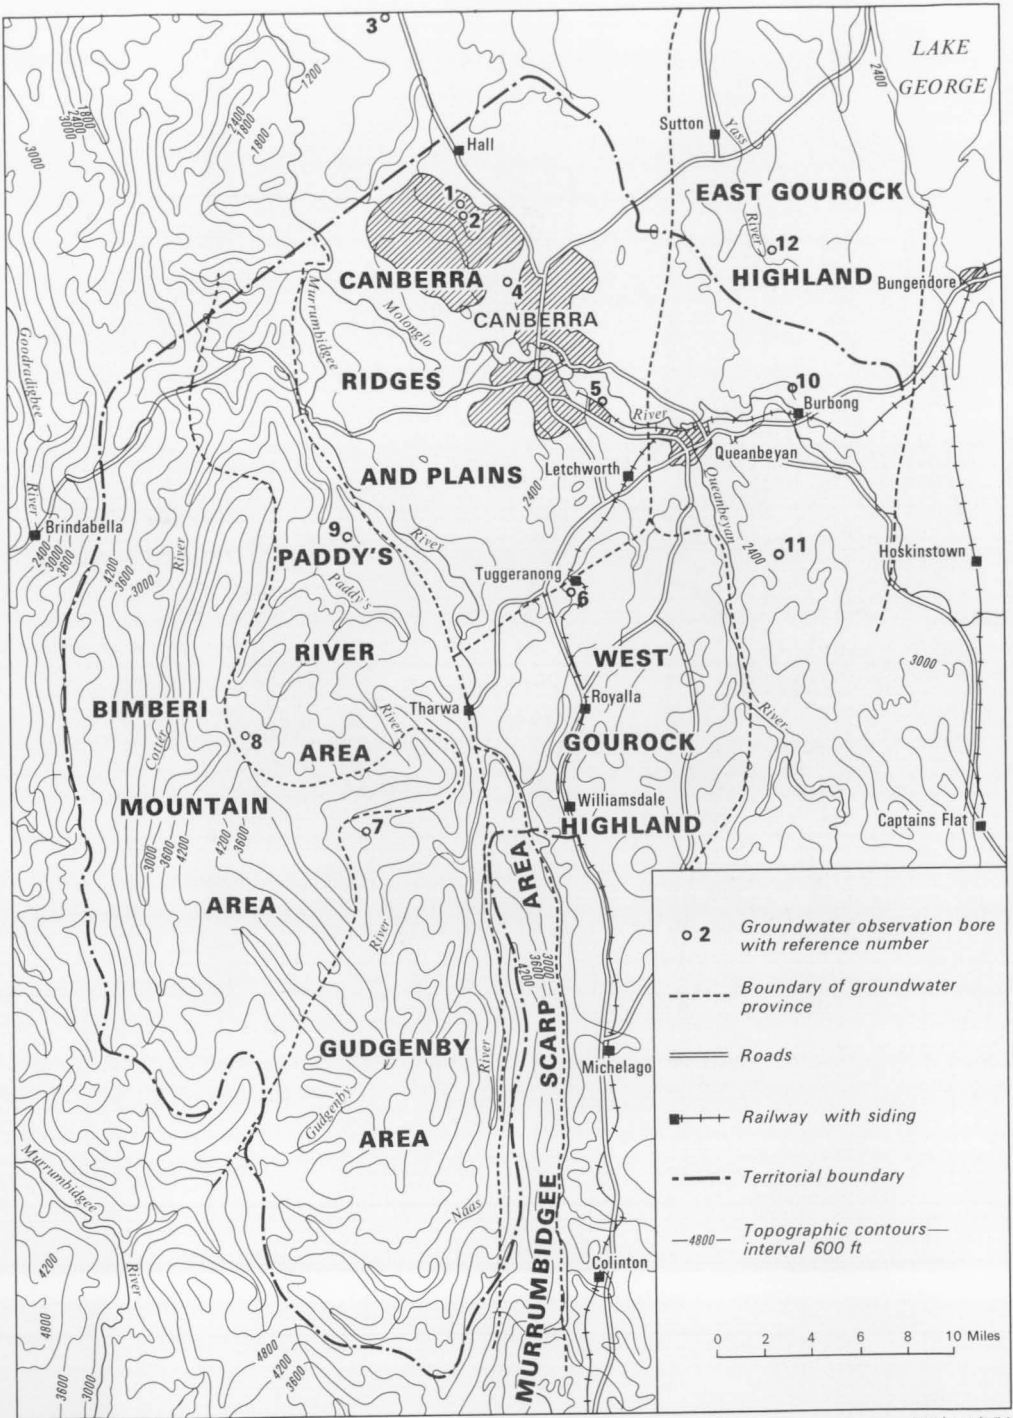 3
1200
LAKE
GEORGE
2400
1800
2400
3000
2400
1800
3000
Sutton
Yass
Hall
EAST GOUROCK
River
12
HIGHLAND
Bungendore
1
2
CANBERRA
4
CANBERRA
Murrumbidgee
Molonglo
Goodradigbee
River
RIDGES
5
River
10
Burbong
Queanbeyan
AND PLAINS
Letchworth
2400
Queanbeyan
2400
River
Brindabella
2400
3000
3600
4200
3600
3000
River
9
PADDY'S
River
Paddy's
River
Tuggeranong
6
11
Hoskinstown
RIVER
WEST
3000
BIMBERI
Tharwa
Royalla
Cotter
8
AREA
GOUROCK
MOUNTAIN
Williamsdale
HIGHLAND
Captains Flat
3000
3600
4200
4200
3600
7
AREA
AREA
River
4200
3600
3000
GUDGENBY
River
SCARP
Michelago
Gudgenby
AREA
Naas
Murrumbidgee
River
MURRUMBIDGEE
Colinton
4200
4800
3600
3000
4800
4200
3600
2 Groundwater observation bore
with reference number
Boundary of groundwater
province
Roads
Railway with siding
Territorial boundary
4800 Topographic contours—
interval 600 ft
0 2 4 6 8 10 Miles